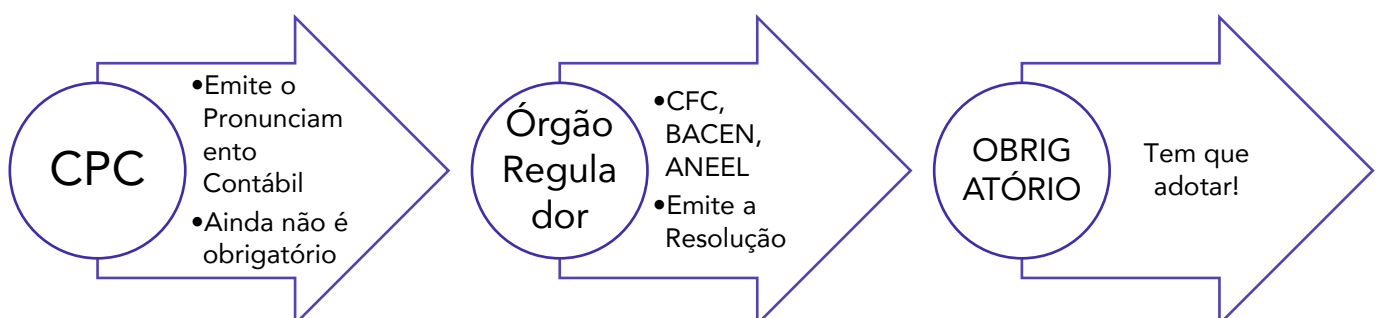 CPC
•Emite o
Pronunciam
ento
Contábil
•Ainda não é
obrigatório
Órgão
Regula
dor
•CFC,
BACEN,
ANEEL
•Emite a
Resolução
OBRIG
ATÓRIO
Tem que
adotar!